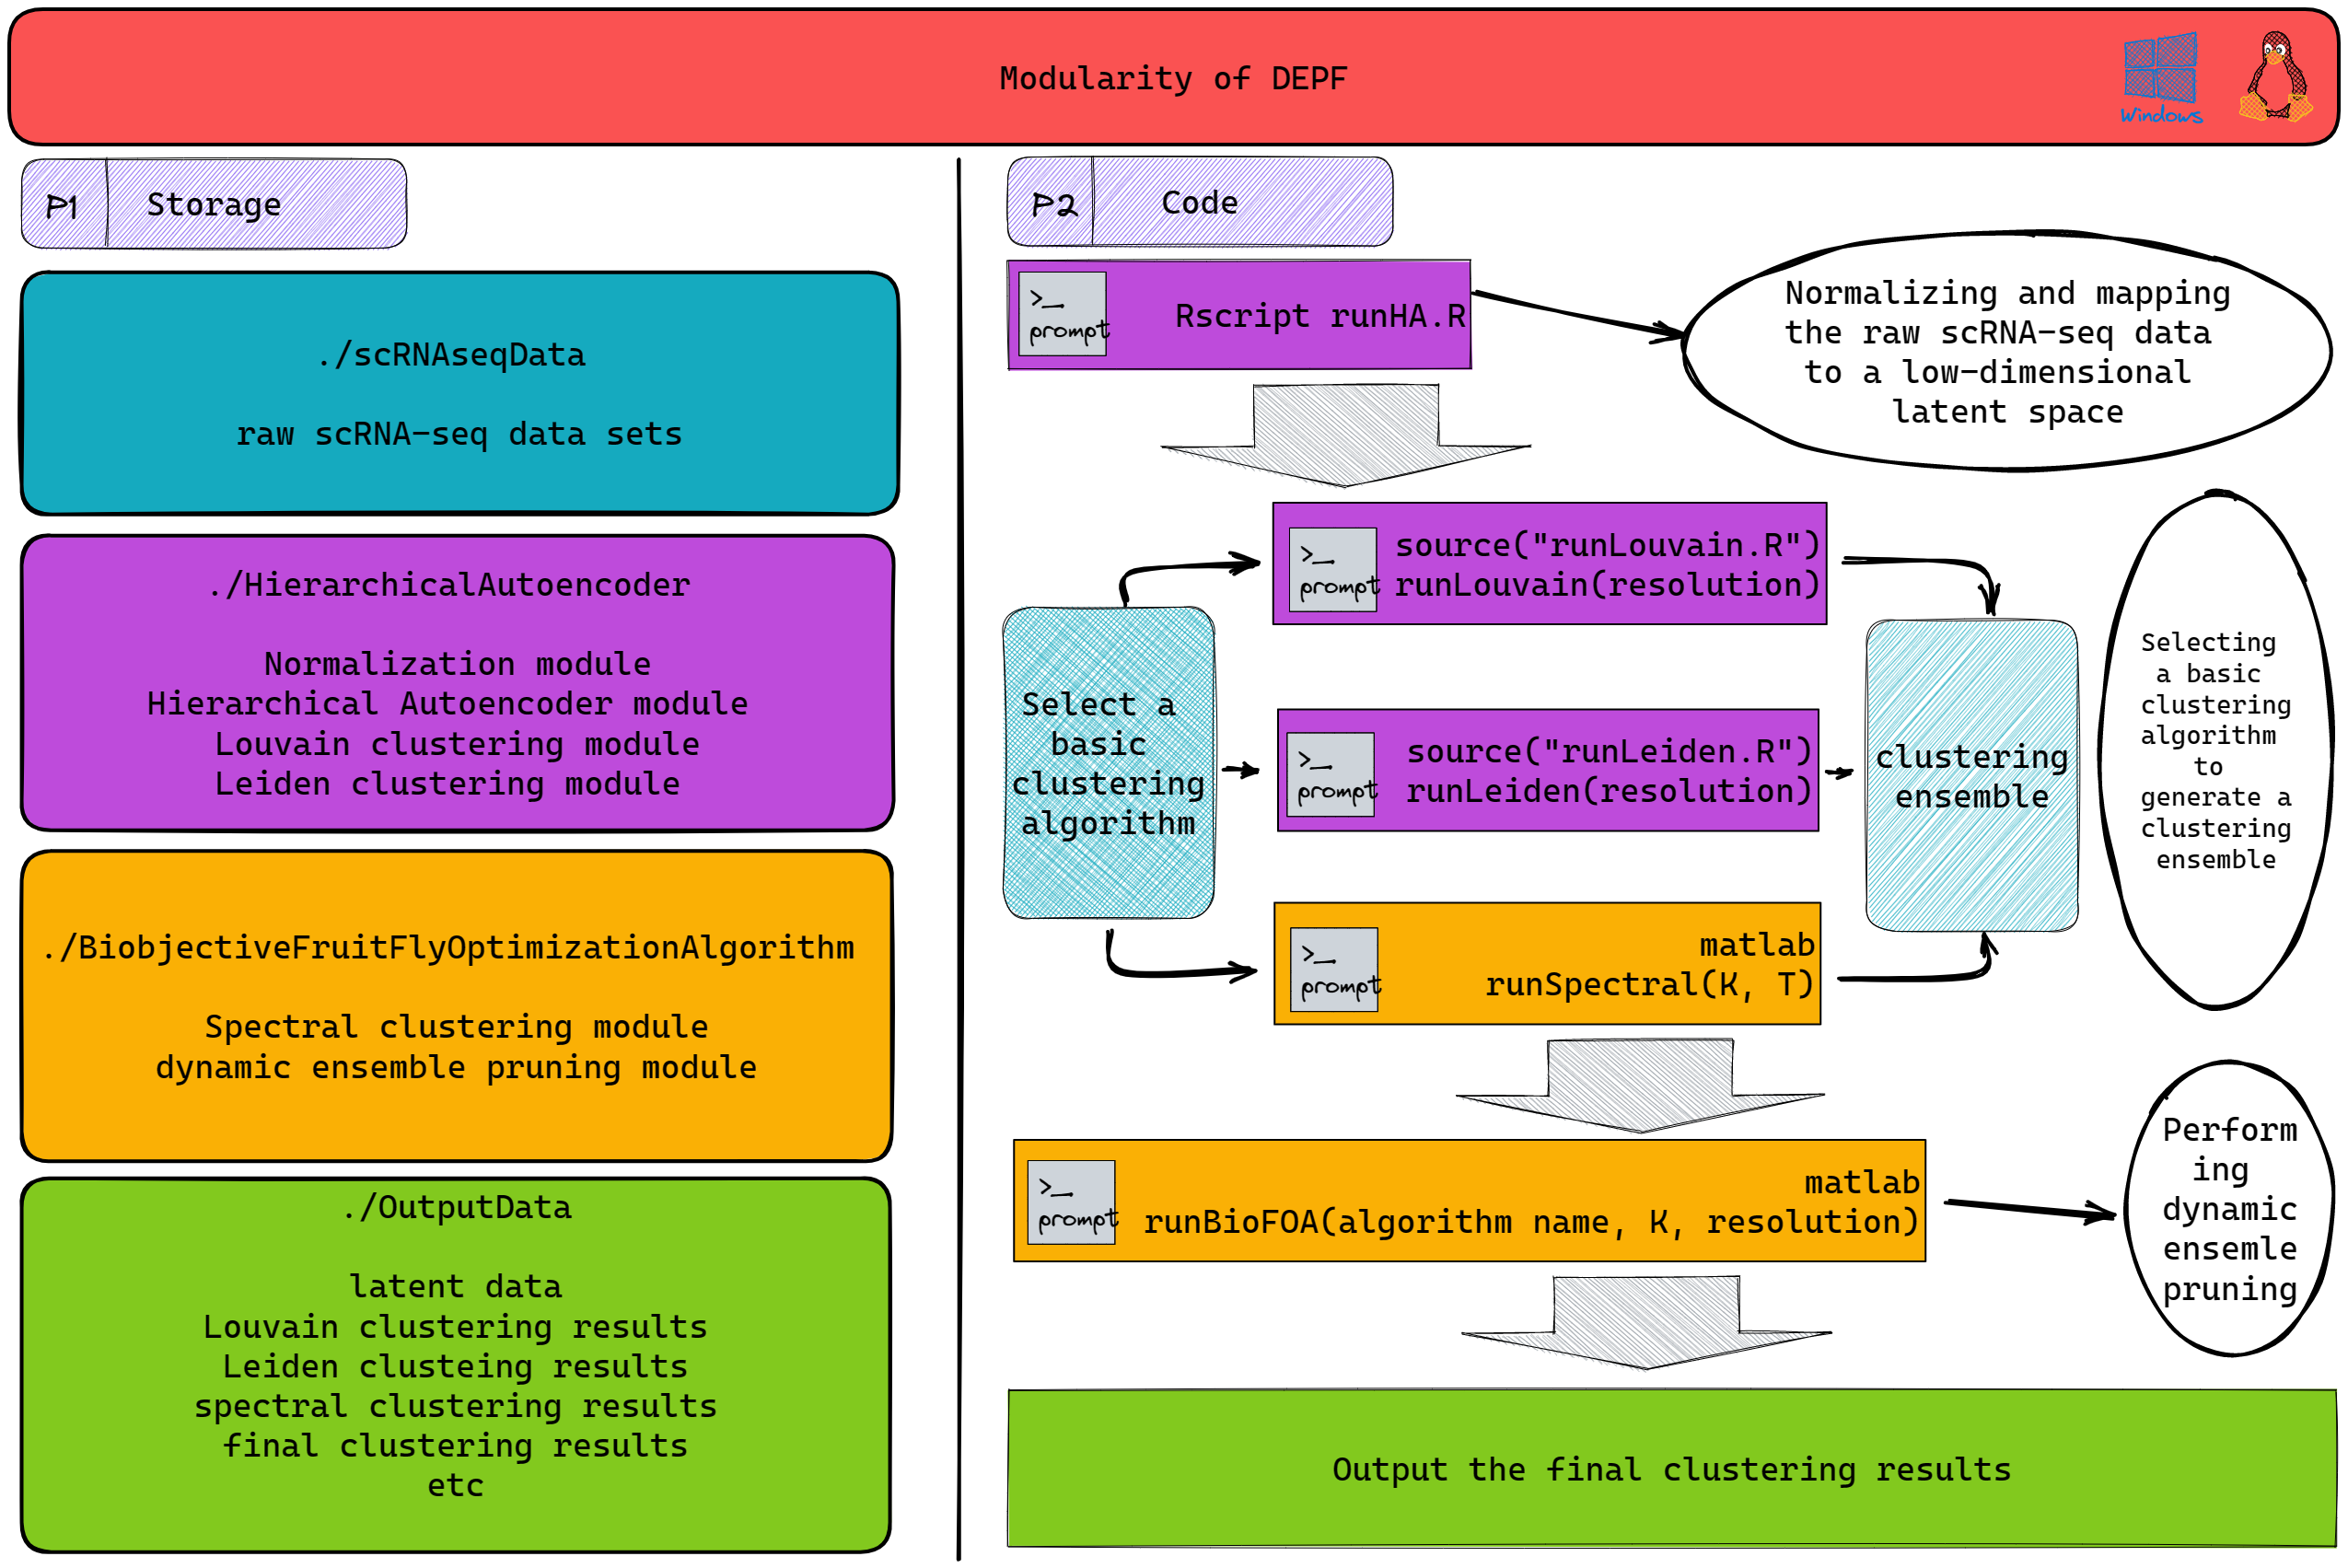 Modularity of DEPF
Windows
P1
Storage
./scRNAseqData
raw scRNA-seq data sets
./HierarchicalAutoencoder
Normalization module
Hierarchical Autoencoder module
Louvain clustering module
Leiden clustering module
./BiobjectiveFruitFlyOptimizationAlgorithm
Spectral clustering module
dynamic ensemble pruning module
./OutputData
latent data
Louvain clustering results
Leiden clusteing results
spectral clustering results
final clustering results
etc
P2
Code
>_
prompt
Rscript runHA.R
Normalizing and mapping
the raw scRNA-seq data
to a low-dimensional
latent space
Select a
basic
clustering
algorithm
>_
prompt
source("runLouvain.R")
runLouvain(resolution)
>_
prompt
source("runLeiden.R")
runLeiden(resolution)
>_
prompt
matlab
runSpectral(K, T)
clustering
ensemble
Selecting
a basic
clustering
algorithm
to
generate a
clustering
ensemble
>_
prompt
matlab
runBioFOA(algorithm name, K, resolution)
Perform
ing
dynamic
ensemle
pruning
Output the final clustering results